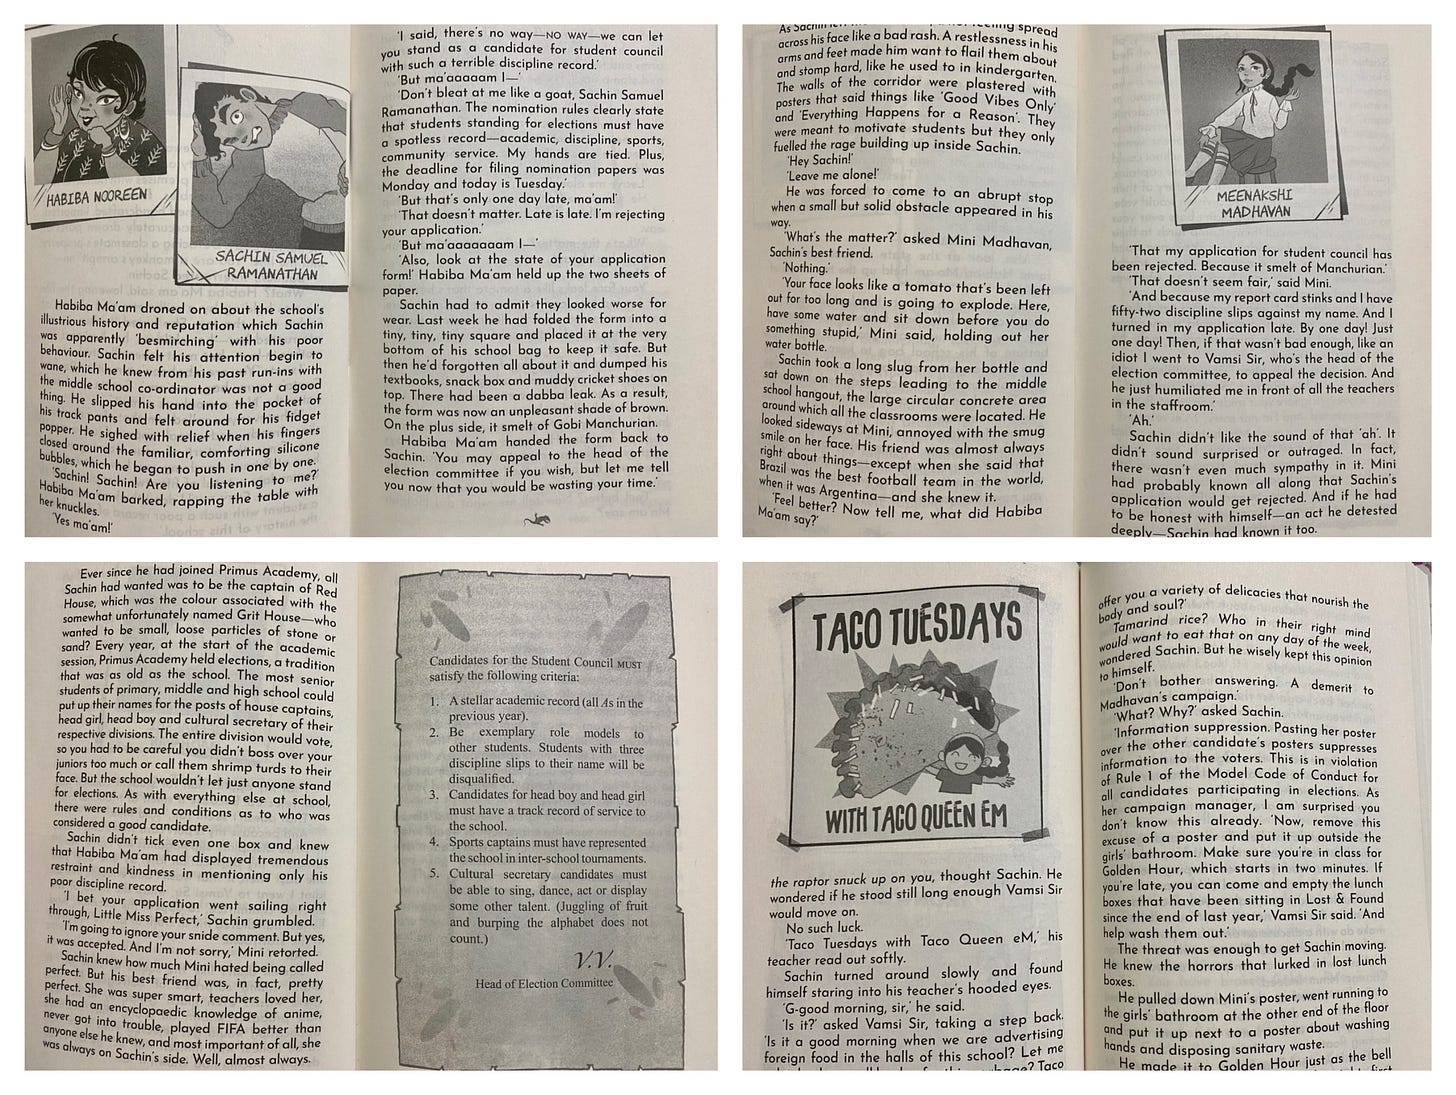 HABIBA NOOREEN
SACHIN SAMUEL
RAMANATHAN
Habiba Ma'am droned on about the school's
illustrious history and reputation which Sachin
was apparently 'besmirching' with his poor
behaviour. Sachin felt his attention begin to
wane, which he knew from his past run-ins with
the middle school co-ordinator was not a good
thing. He slipped his hand into the pocket of
his track pants and felt around for his fidget
popper. He sighed with relief when his fingers
closed around the familiar, comforting silicone
bubbles, which he began to push in one by one.
'Sachin! Sachin! Are you listening to me?'
Habiba Ma'am barked, rapping the table with
her knuckles.
'Yes ma'am!'
'I said, there's no way—NO WAY—we can let
you stand as a candidate for student council
with such a terrible discipline record.'
'But ma'aaaaam I—'
'Don't bleat at me like a goat, Sachin Samuel
Ramanathan. The nomination rules clearly state
that students standing for elections must have
a spotless record—academic, discipline, sports,
community service. My hands are tied. Plus,
the deadline for filing nomination papers was
Monday and today is Tuesday.'
'But that's only one day late, ma'am!'
'That doesn't matter. Late is late. I'm rejecting
your application.'
'But ma'aaaaaaam I—'
'Also, look at the state of your application
form!' Habiba Ma'am held up the two sheets of
paper.
Sachin had to admit they looked worse for
wear. Last week he had folded the form into a
tiny, tiny, tiny square and placed it at the very
bottom of his school bag to keep it safe. But
then he'd forgotten all about it and dumped his
textbooks, snack box and muddy cricket shoes on
top. There had been a dabba leak. As a result,
the form was now an unpleasant shade of brown.
On the plus side, it smelt of Gobi Manchurian.
Habiba Ma'am handed the form back to
Sachin. 'You may appeal to the head of the
election committee if you wish, but let me tell
you now that you would be wasting your time.'
As Sachin left feeling spread
across his face like a bad rash. A restlessness in his
arms and feet made him want to flail them about
and stomp hard, like he used to in kindergarten.
The walls of the corridor were plastered with
posters that said things like 'Good Vibes Only'
and 'Everything Happens for a Reason'. They
were meant to motivate students but they only
fuelled the rage building up inside Sachin.
'Hey Sachin!'
'Leave me alone!'
He was forced to come to an abrupt stop
when a small but solid obstacle appeared in his
way.
'What's the matter?' asked Mini Madhavan,
Sachin's best friend.
'Nothing.'
'Your face looks like a tomato that's been left
out for too long and is going to explode. Here,
have some water and sit down before you do
something stupid,' Mini said, holding out her
water bottle.
Sachin took a long slug from her bottle and
sat down on the steps leading to the middle
school hangout, the large circular concrete area
around which all the classrooms were located. He
looked sideways at Mini, annoyed with the smug
smile on her face. His friend was almost always
right about things—except when she said that
Brazil was the best football team in the world,
when it was Argentina—and she knew it.
'Feel better? Now tell me, what did Habiba
Ma'am say?'
MEENAKSHI
MADHAVAN
'That my application for student council has
been rejected. Because it smelt of Manchurian.'
'That doesn't seem fair,' said Mini.
'And because my report card stinks and I have
fifty-two discipline slips against my name. And I
turned in my application late. By one day! Just
one day! Then, if that wasn't bad enough, like an
idiot I went to Vamsi Sir, who's the head of the
election committee, to appeal the decision. And
he just humiliated me in front of all the teachers
in the staffroom.'
'Ah.'
Sachin didn't like the sound of that 'ah'. It
didn't sound surprised or outraged. In fact,
there wasn't even much sympathy in it. Mini
had probably known all along that Sachin's
application would get rejected. And if he had
to be honest with himself—an act he detested
deeply—Sachin had known it too.
Ever since he had joined Primus Academy, all
Sachin had wanted was to be the captain of Red
House, which was the colour associated with the
somewhat unfortunately named Grit House—who
wanted to be small, loose particles of stone or
sand? Every year, at the start of the academic
session, Primus Academy held elections, a tradition
that was as old as the school. The most senior
students of primary, middle and high school could
put up their names for the posts of house captains,
head girl, head boy and cultural secretary of their
respective divisions. The entire division would vote,
so you had to be careful you didn't boss over your
juniors too much or call them shrimp turds to their
face. But the school wouldn't let just anyone stand
for elections. As with everything else at school,
there were rules and conditions as to who was
considered a good candidate.
Sachin didn't tick even one box and knew
that Habiba Ma'am had displayed tremendous
restraint and kindness in mentioning only his
poor discipline record.
'I bet your application went sailing right
through, Little Miss Perfect,' Sachin grumbled.
'I'm going to ignore your snide comment. But yes,
it was accepted. And I'm not sorry,' Mini retorted.
Sachin knew how much Mini hated being called
perfect. But his best friend was, in fact, pretty
perfect. She was super smart, teachers loved her,
she had an encyclopaedic knowledge of anime,
never got into trouble, played FIFA better than
anyone else he knew, and most important of all, she
was always on Sachin's side. Well, almost always.
Candidates for the Student Council MUST
satisfy the following criteria:
1. A stellar academic record (all As in the
previous year).
2. Be exemplary role models to
other students. Students with three
discipline slips to their name will be
disqualified.
3. Candidates for head boy and head girl
must have a track record of service to
the school.
4. Sports captains must have represented
the school in inter-school tournaments.
5. Cultural secretary candidates must
be able to sing, dance, act or display
some other talent. (Juggling of fruit
and burping the alphabet does not
count.)
V.V.
Head of Election Committee
TACO TUESDAYS
WITH TACO QUEEN EM
the raptor snuck up on you, thought Sachin. He
wondered if he stood still long enough Vamsi Sir
would move on.
No such luck.
'Taco Tuesdays with Taco Queen eM,' his
teacher read out softly.
Sachin turned around slowly and found
himself staring into his teacher's hooded eyes.
'G-good morning, sir,' he said.
'Is it?' asked Vamsi Sir, taking a step back.
'Is it a good morning when we are advertising
foreign food in the halls of this school? Let me
offer you a variety of delicacies that nourish the
body and soul?'
Tamarind rice? Who in their right mind
would want to eat that on any day of the week,
wondered Sachin. But he wisely kept this opinion
to himself.
'Don't bother answering. A demerit to
Madhavan's campaign.'
'What? Why?' asked Sachin.
'Information suppression. Pasting her poster
over the other candidate's posters suppresses
information to the voters. This is in violation
of Rule 1 of the Model Code of Conduct for
all candidates participating in elections. As
her campaign manager, I am surprised you
don't know this already. 'Now, remove this
excuse of a poster and put it up outside the
girls' bathroom. Make sure you're in class for
Golden Hour, which starts in two minutes. If
you're late, you can come and empty the lunch
boxes that have been sitting in Lost & Found
since the end of last year,' Vamsi Sir said. 'And
help wash them out.'
The threat was enough to get Sachin moving.
He knew the horrors that lurked in lost lunch
boxes.
He pulled down Mini's poster, went running to
the girls' bathroom at the other end of the floor
and put it up next to a poster about washing
hands and disposing sanitary waste.
He made it to Golden Hour just as the bell